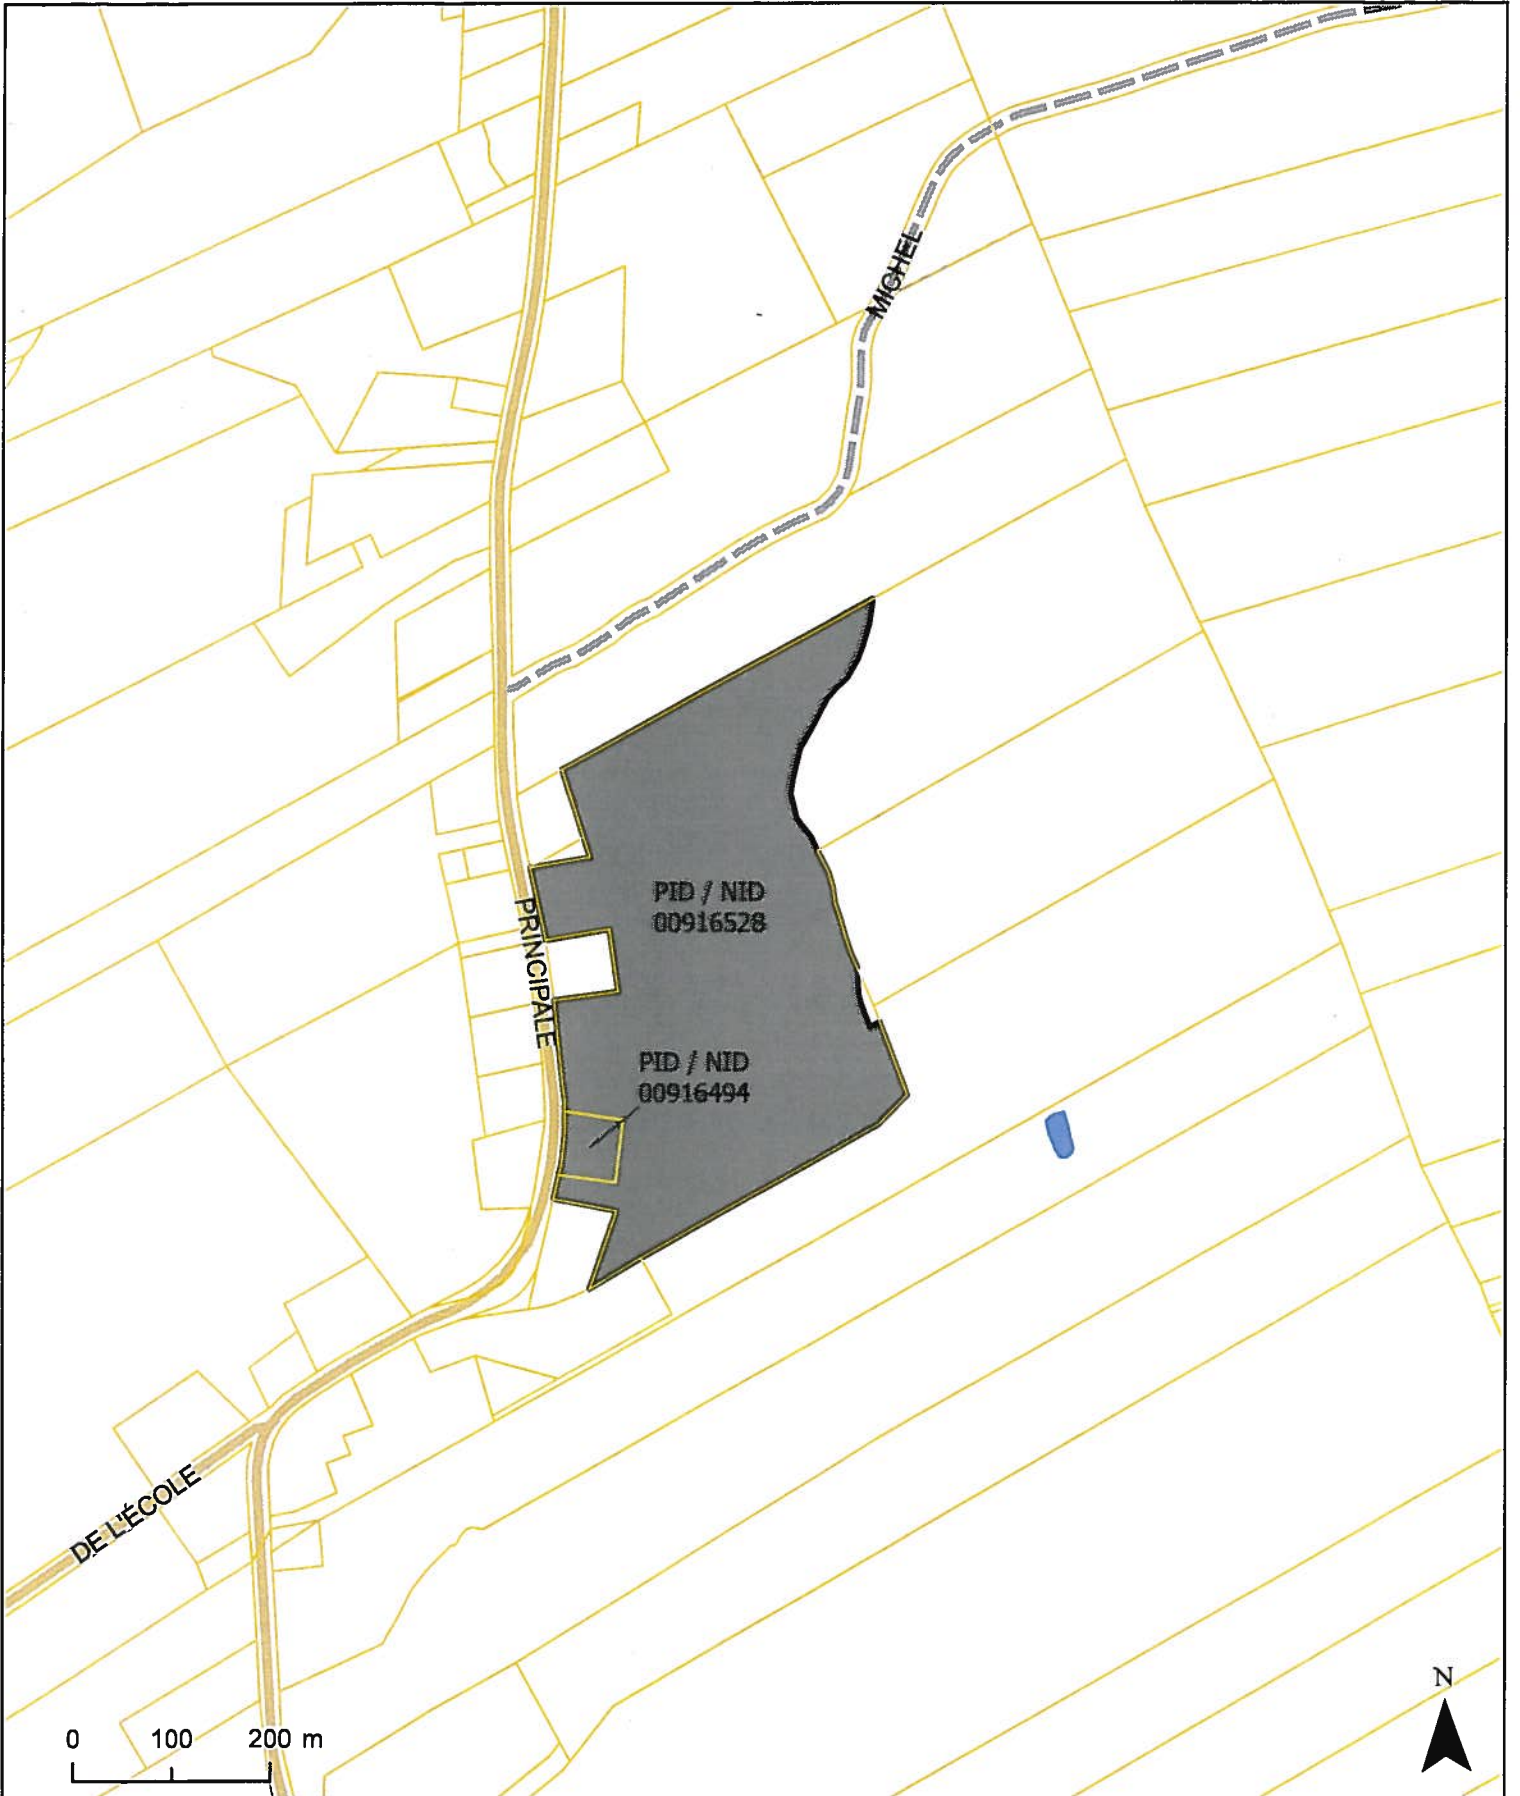 MICHEL
PID / NID
00916528
PRINCIPALE
PID / NID
00916494
DE L'ÉCOLE
N
0 100 200 m